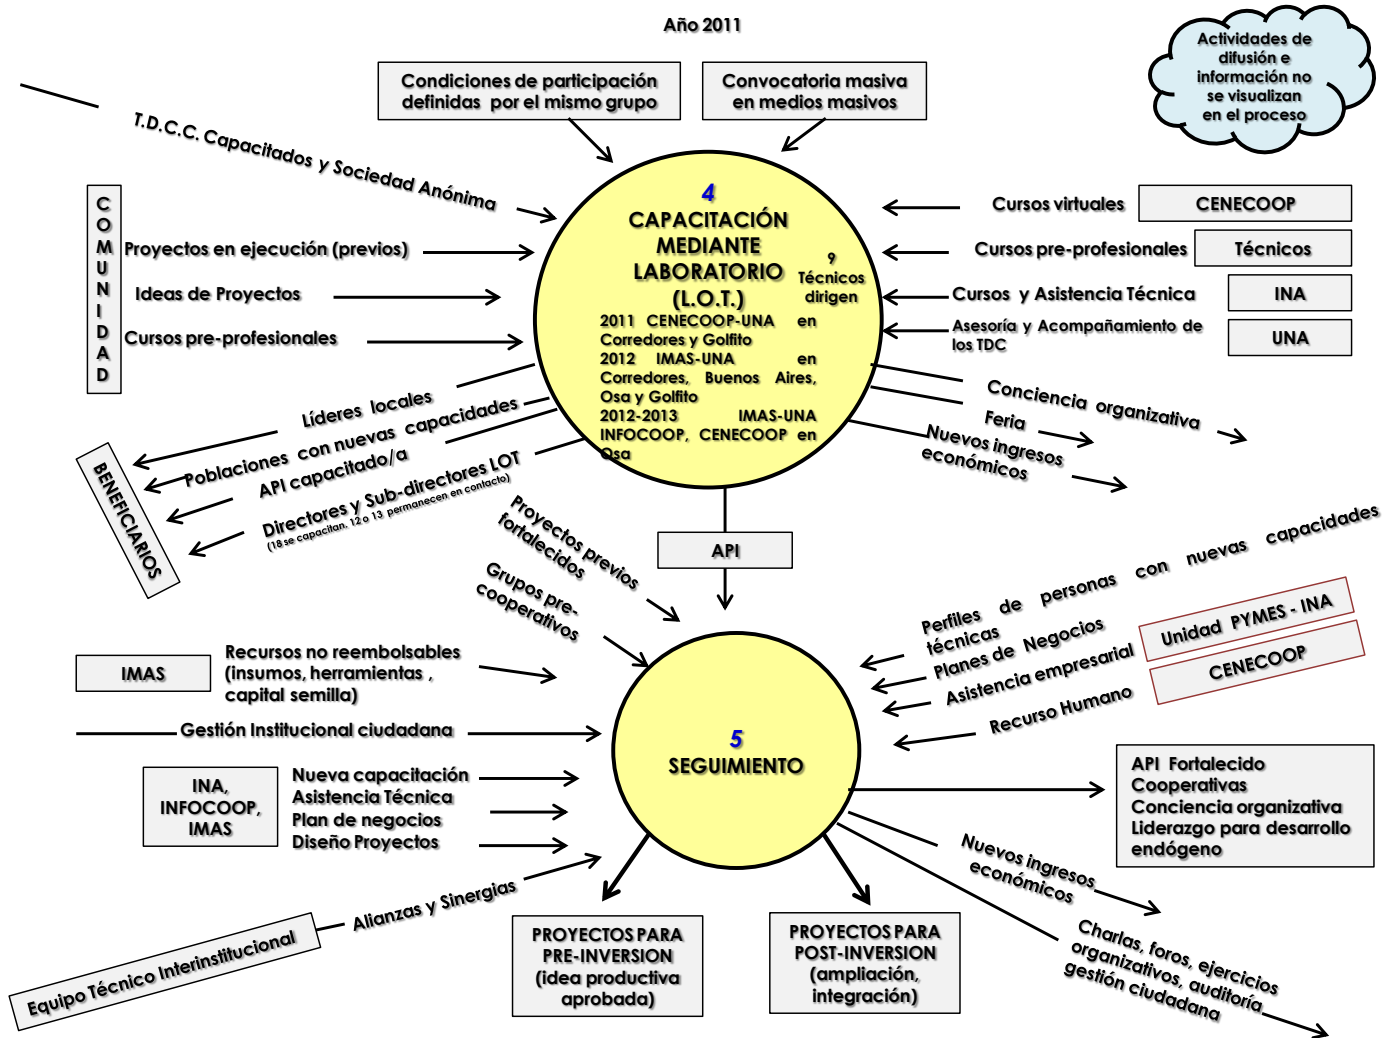 Año 2011
Actividades de
difusión e
información no
se visualizan
en el proceso
Condiciones de participación
definidas por el mismo grupo
Convocatoria masiva
en medios masivos
T.D.C.C. Capacitados y Sociedad Anónima
COMUNIDAD
Proyectos en ejecución (previos)
Ideas de Proyectos
Cursos pre-profesionales
4
CAPACITACIÓN
MEDIANTE
LABORATORIO
(L.O.T.)
9
Técnicos
dirigen
2011 CENECOOP-UNA en
Corredores y Golfito
2012 IMAS-UNA en
Corredores, Buenos Aires,
Osa y Golfito
2012-2013 IMAS-UNA
INFOCOOP, CENECOOP en
Osa
Cursos virtuales
CENECOOP
Cursos pre-profesionales
Técnicos
Cursos y Asistencia Técnica
INA
Asesoría y Acompañamiento de
los TDC
UNA
Líderes locales
Poblaciones con nuevas capacidades
API capacitado/a
Directores y Sub-directores LOT
(18 se capacitan, 12 o 13 permanecen en contacto)
BENEFICIARIOS
Conciencia organizativa
Feria
Nuevos ingresos
económicos
API
Proyectos previos
fortalecidos
Grupos pre-
cooperativos
Perfiles de personas con nuevas capacidades
técnicas
Planes de Negocios
Asistencia empresarial
Recurso Humano
Unidad PYMES - INA
CENECOOP
IMAS
Recursos no reembolsables
(insumos, herramientas ,
capital semilla)
Gestión Institucional ciudadana
INA,
INFOCOOP,
IMAS
Nueva capacitación
Asistencia Técnica
Plan de negocios
Diseño Proyectos
Equipo Técnico Interinstitucional
Alianzas y Sinergias
5
SEGUIMIENTO
API Fortalecido
Cooperativas
Conciencia organizativa
Liderazgo para desarrollo
endógeno
Nuevos ingresos
económicos
Charlas, foros, ejercicios
organizativos, auditoría
gestión ciudadana
PROYECTOS PARA
PRE-INVERSION
(idea productiva
aprobada)
PROYECTOS PARA
POST-INVERSION
(ampliación,
integración)